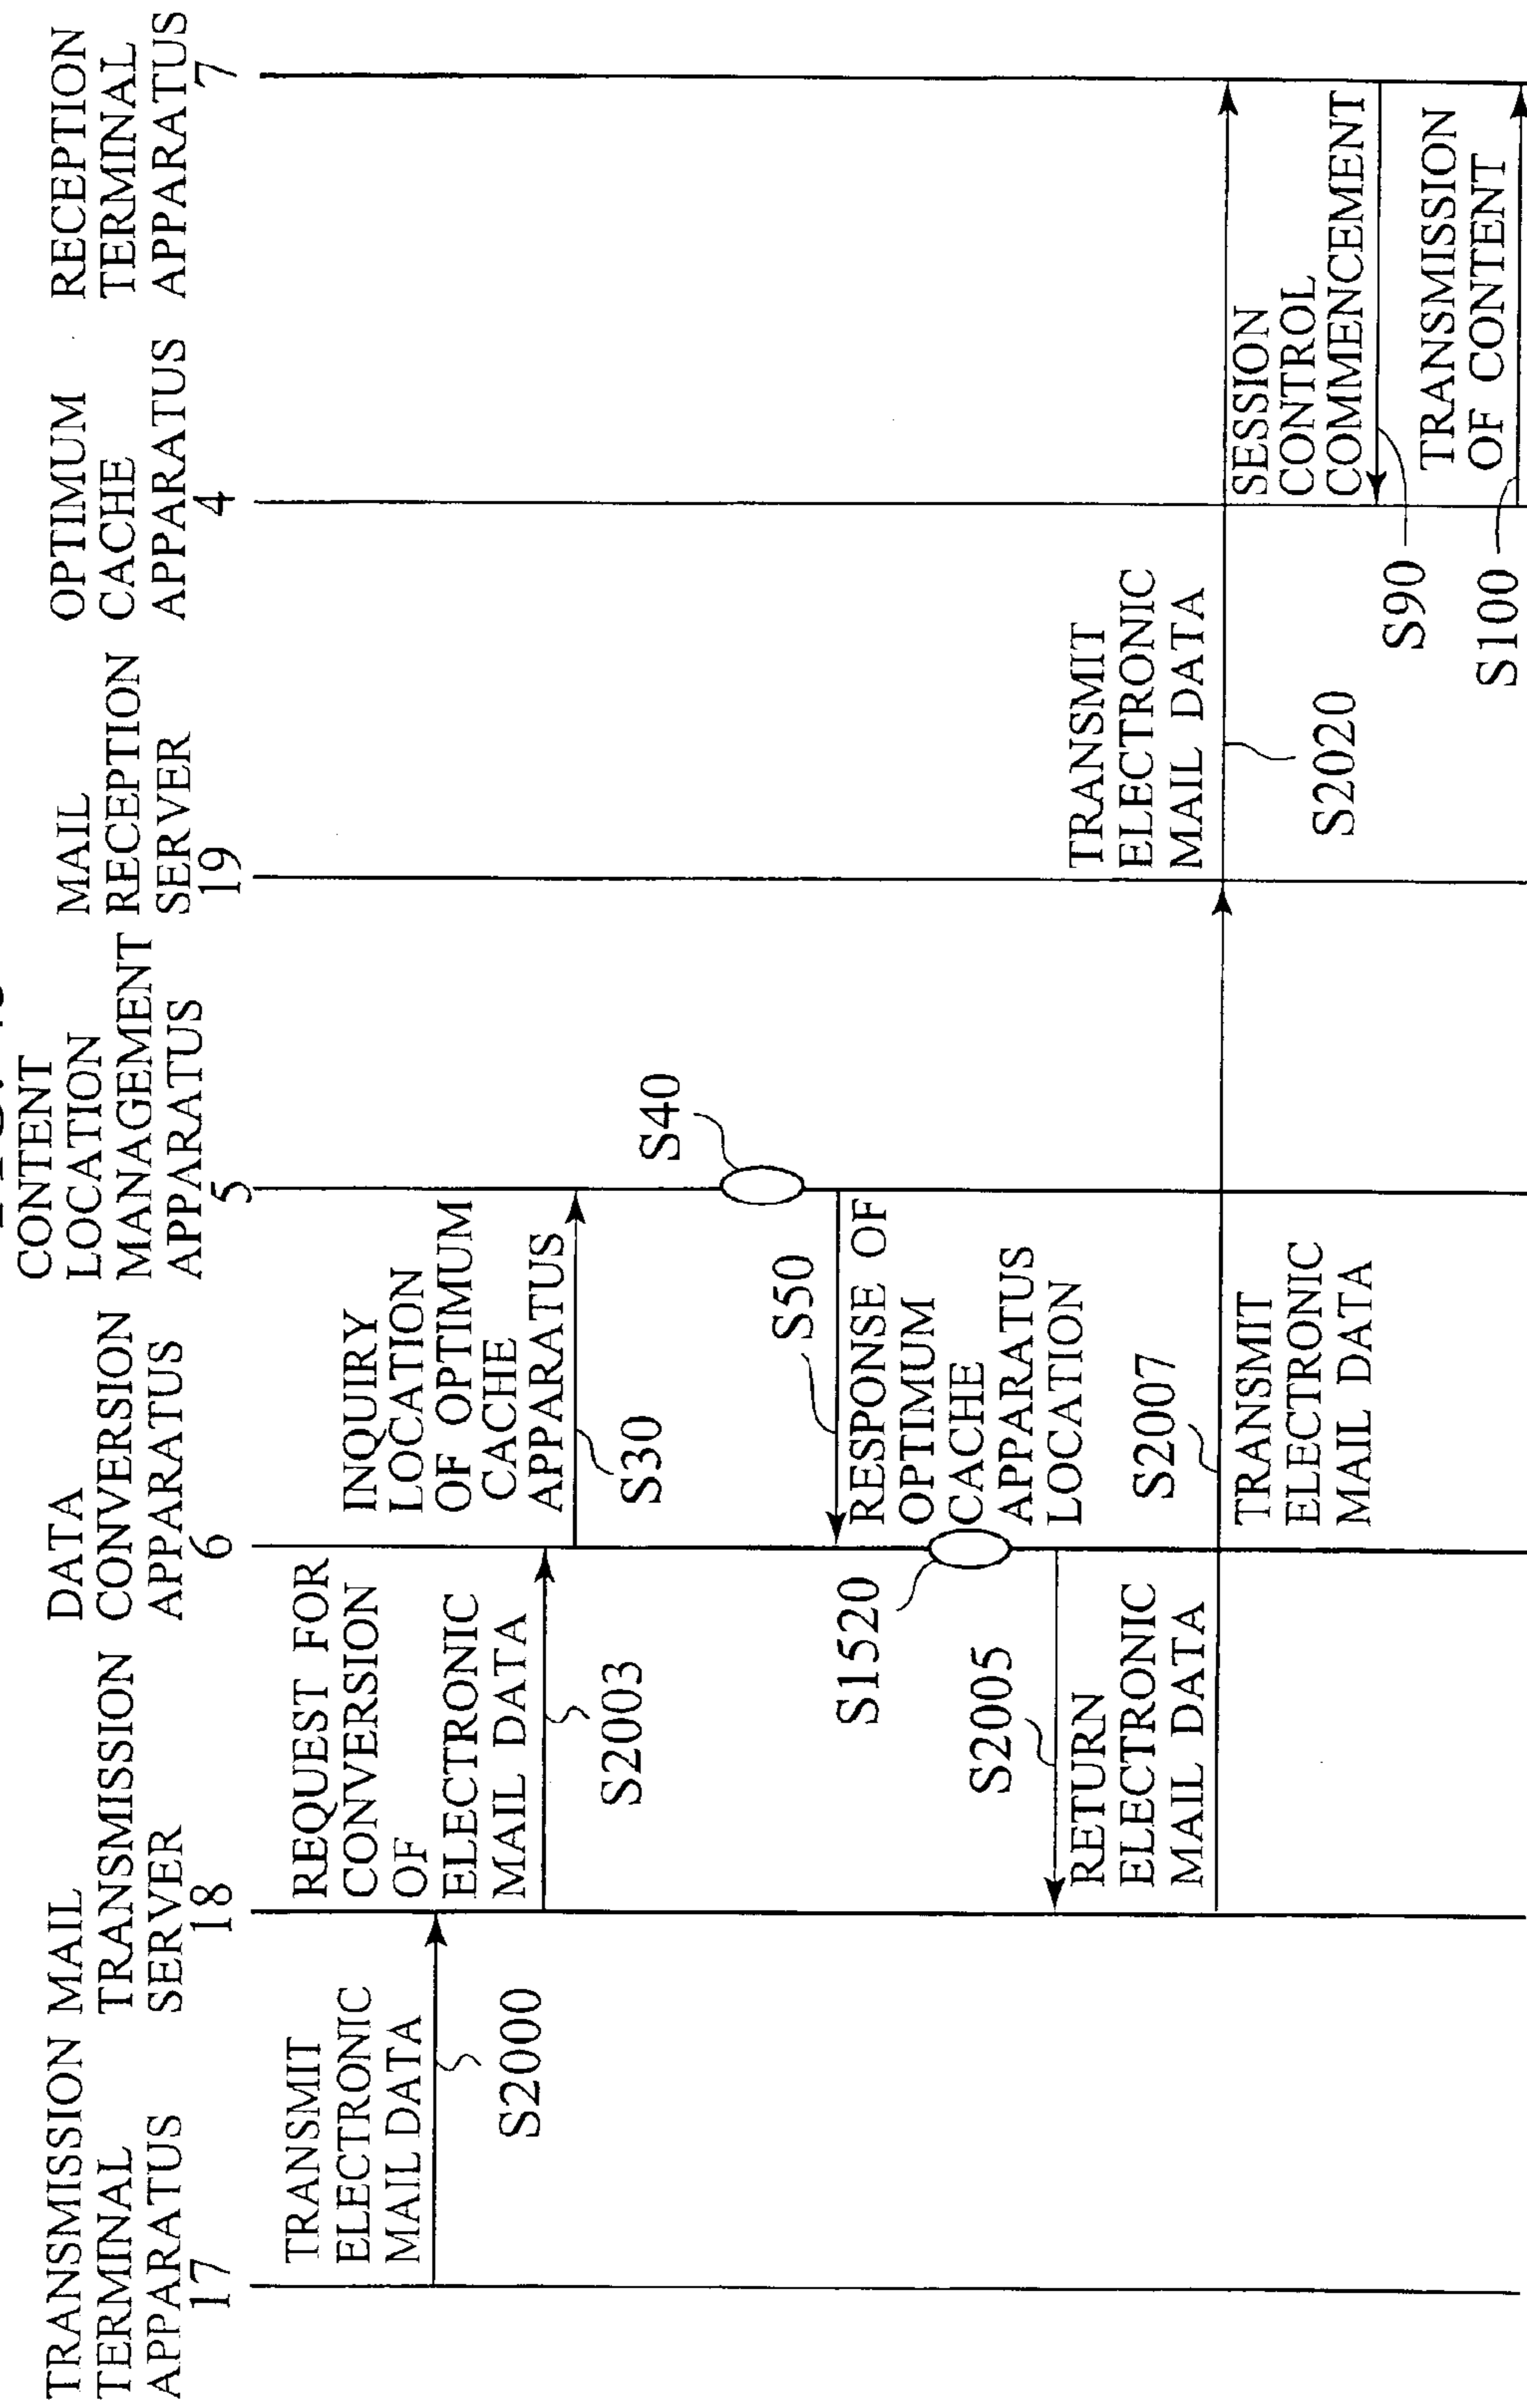 TRANSMISSION
TERMINAL
APPARATUS
17
MAIL
TRANSMISSION
SERVER
18
DATA
CONVERSION
APPARATUS
6
CONTENT
LOCATION
MANAGEMENT
APPARATUS
5
MAIL
RECEPTION
SERVER
19
OPTIMUM
CACHE
APPARATUS
4
RECEPTION
TERMINAL
APPARATUS
7
TRANSMIT
ELECTRONIC
MAIL DATA
S2000
REQUEST FOR
CONVERSION
OF
ELECTRONIC
MAIL DATA
S2003
INQUIRY
LOCATION
OF OPTIMUM
CACHE
APPARATUS
S30
S40
S50
RESPONSE OF
OPTIMUM
CACHE
APPARATUS
LOCATION
S1520
S2005
RETURN
ELECTRONIC
MAIL DATA
S2007
TRANSMIT
ELECTRONIC
MAIL DATA
TRANSMIT
ELECTRONIC
MAIL DATA
S2020
SESSION
CONTROL
COMMENCEMENT
S90
TRANSMISSION
OF CONTENT
S100